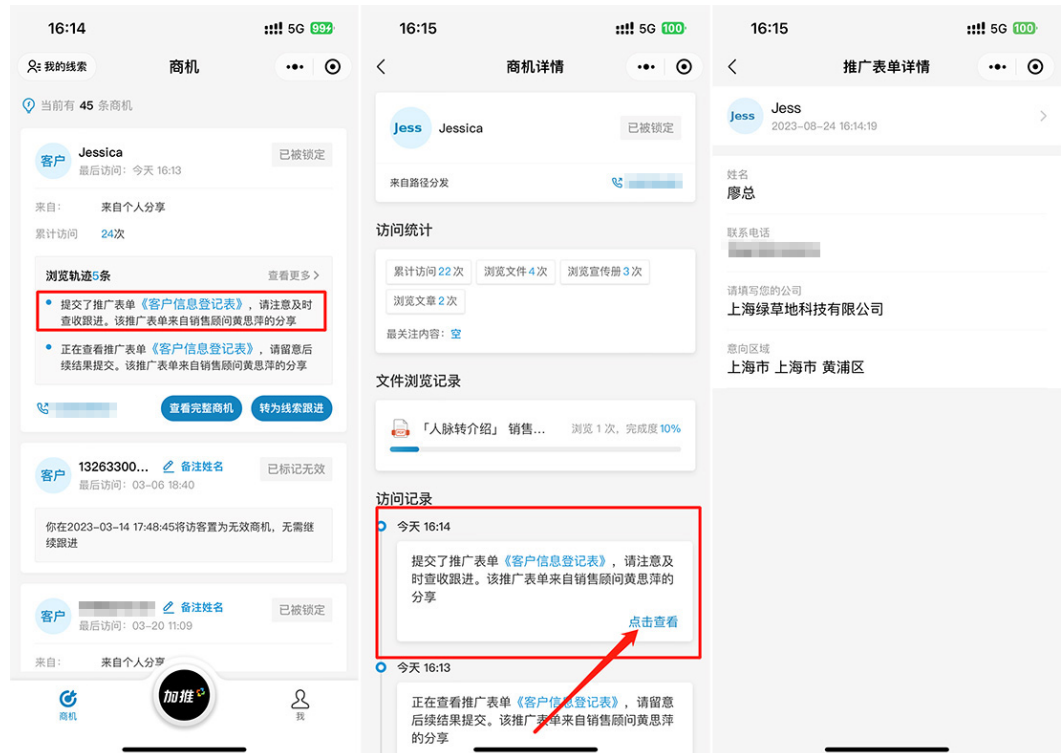 16:14
5G 99
我的线索
商机
当前有 45 条商机
客户
Jessica
已被锁定
最后访问：今天 16:13
来自：
来自个人分享
累计访问
24次
浏览轨迹5条
查看更多
提交了推广表单《客户信息登记表》，请注意及时
查收跟进。该推广表单来自销售顾问黄思萍的分享
正在查看推广表单《客户信息登记表》，请留意后
续结果提交。该推广表单来自销售顾问黄思萍的分享
查看完整商机
转为线索跟进
客户
13263300...
备注姓名
已标记无效
最后访问：03-06 18:40
你在2023-03-14 17:48:45将访客置为无效商机，无需继
续跟进
客户
备注姓名
已被锁定
最后访问：03-20 11:09
来自：
来自个人分享
商机
加推
我
16:15
5G 100
商机详情
Jess
Jessica
已被锁定
来自路径分发
访问统计
累计访问 22 次
浏览文件 4 次
浏览宣传册 3 次
浏览文章 2 次
最关注内容：空
文件浏览记录
「人脉转介绍」销售...
浏览 1 次，完成度 10%
访问记录
今天 16:14
提交了推广表单《客户信息登记表》，请注意及
时查收跟进。该推广表单来自销售顾问黄思萍的
分享
点击查看
今天 16:13
正在查看推广表单《客户信息登记表》，请留意
后续结果提交。该推广表单来自销售顾问黄思萍
的分享
16:15
5G 100
推广表单详情
Jess
Jess
2023-08-24 16:14:19
姓名
廖总
联系电话
请填写您的公司
上海绿草地科技有限公司
意向区域
上海市 上海市 黄浦区